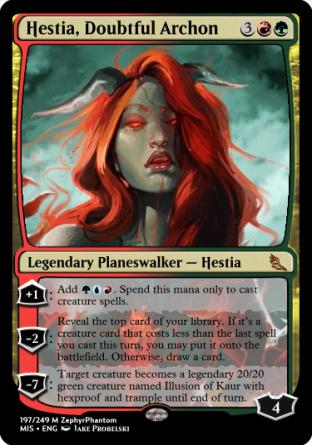 Hestia, Doubtful Archon 3
Legendary Planeswalker — Hestia
+1: Add . Spend this mana only to cast
creature spells.
Reveal the top card of your library. If it's a
-2: creature card that costs less than the last spell
you cast this turn, you may put it onto the
battlefield. Otherwise, draw a card.
Target creature becomes a legendary 20/20
-7: green creature named Illusion of Kaur with
hexproof and trample until end of turn.
197/249 M ZephyrPhantom
MIS • ENG Jake Probelski
4